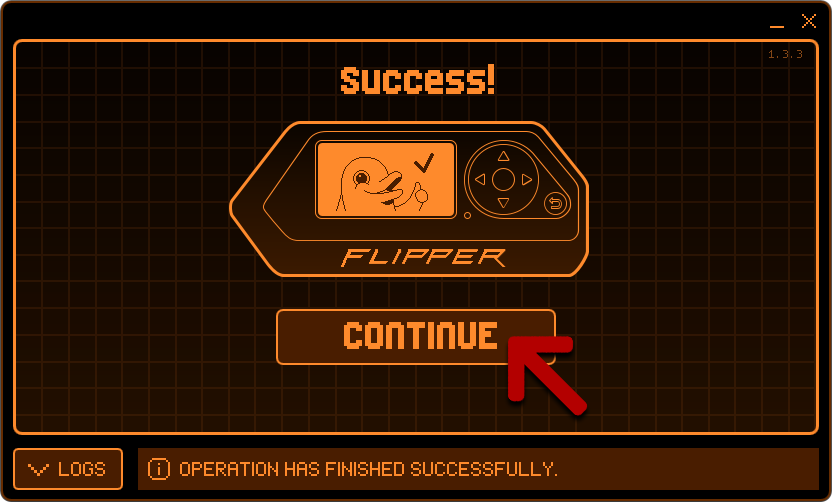 1.3.3
Success!
FLIPPER
CONTINUE
LOGS
OPERATION HAS FINISHED SUCCESSFULLY.